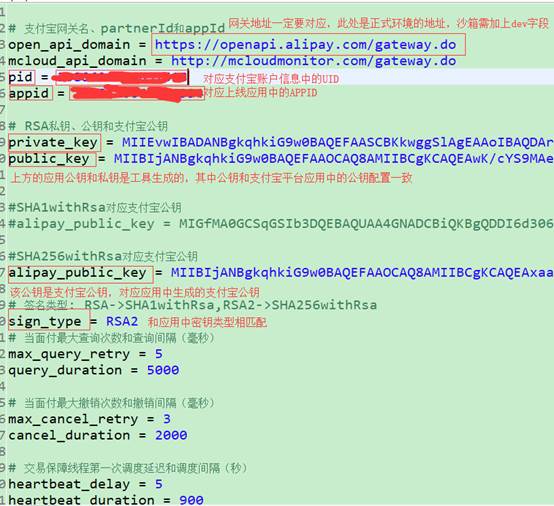 # 支付宝网关名、partnerId和appId
网关地址一定要对应，此处是正式环境的地址，沙箱需加上dev字段
open_api_domain = https://openapi.alipay.com/gateway.do
mcloud_api_domain = http://mcloudmonitor.com/gateway.do
pid =
对应支付宝账户信息中的UID
appid =
对应上线应用中的APPID
# RSA私钥、公钥和支付宝公钥
private_key = MIIEvwIBADANBgkqhkiG9w0BAQEFAASCBKkwggSlAgEAAoIBAQDAr
public_key = MIIBIjANBgkqhkiG9w0BAQEFAAOCAQ8AMIIBCgKCAQEAwK/cYS9MAe
上方的应用公钥和私钥是工具生成的，其中公钥和支付宝平台应用中的公钥配置一致
#SHA1withRsa对应支付宝公钥
#alipay_public_key = MIGfMA0GCSqGSIb3DQEBAQUAA4GNADCBiQKBgQDDI6d306
#SHA256withRsa对应支付宝公钥
alipay_public_key = MIIBIjANBgkqhkiG9w0BAQEFAAOCAQ8AMIIBCgKCAQEAxaa
该公钥是支付宝公钥，对应应用中生成的支付宝公钥
# 签名类型: RSA->SHA1withRsa,RSA2->SHA256withRsa
sign_type = RSA2 和应用中密钥类型相匹配
# 当面付最大查询次数和查询间隔（毫秒）
max_query_retry = 5
query_duration = 5000
# 当面付最大撤销次数和撤销间隔（毫秒）
max_cancel_retry = 3
cancel_duration = 2000
# 交易保障线程第一次调度延迟和调度间隔（秒）
heartbeat_delay = 5
heartbeat_duration = 900